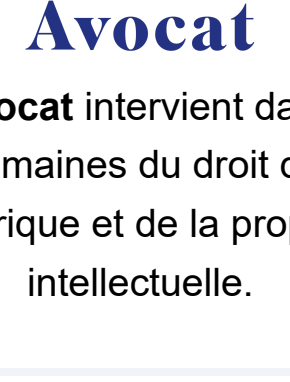 Avocat
ocat intervient da
maines du droit d
rique et de la prop
intellectuelle.